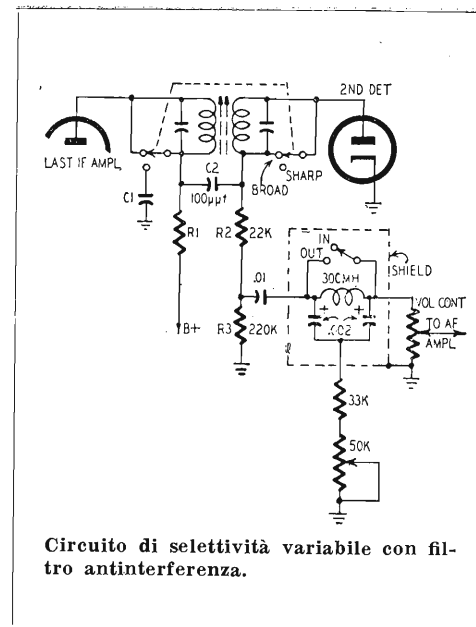 2ND DET
LAST IF AMPL
C1
C2
100μμf
BROAD
SHARP
R1
R2
22K
B+
.01
R3
220K
IN
OUT
SHIELD
30CMH
+
+
.002
VOL CONT
TO AF
AMPL
33K
50K
Circuito di selettività variabile con fil-
tro antinterferenza.